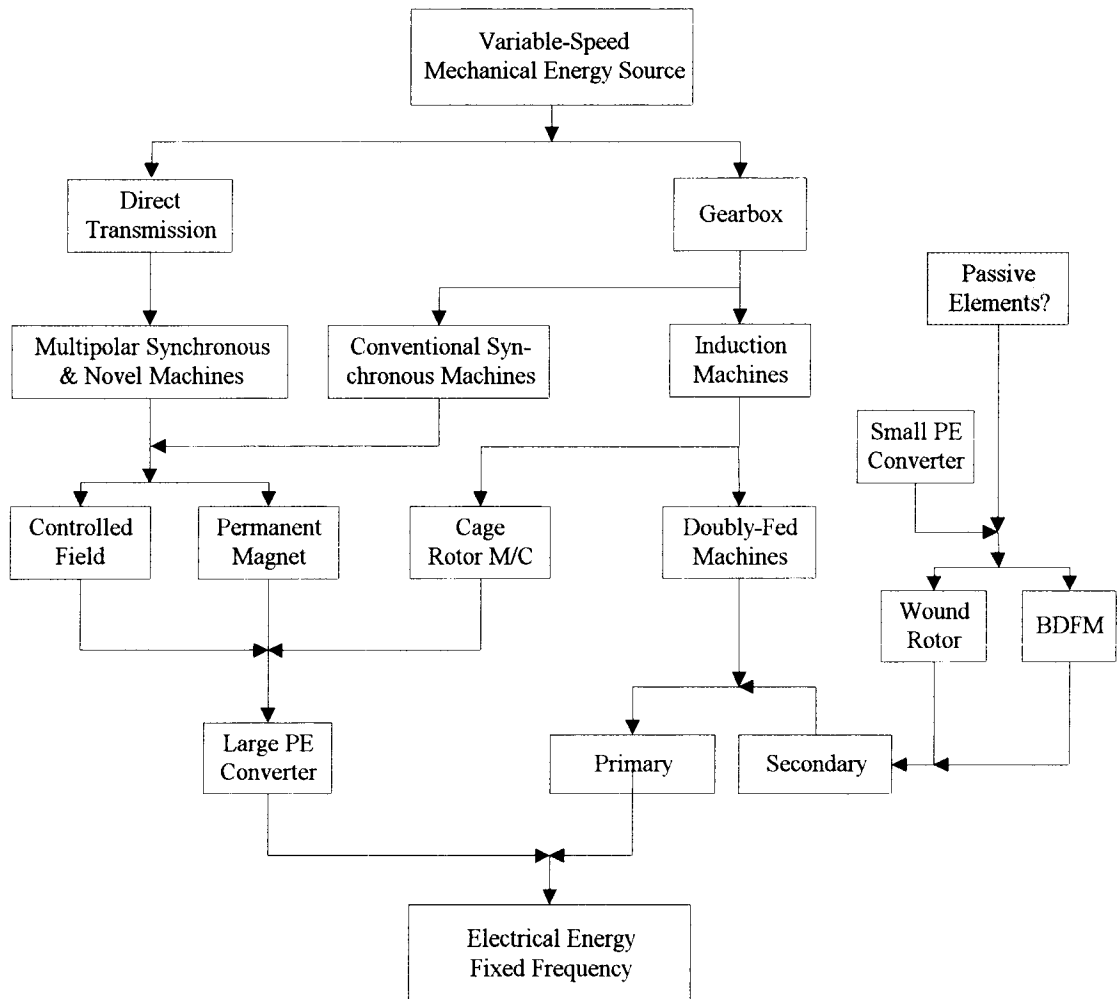 Variable-Speed
Mechanical Energy Source
Direct
Transmission
Gearbox
Passive
Elements?
Multipolar Synchronous
& Novel Machines
Conventional Syn-
chronous Machines
Induction
Machines
Small PE
Converter
Controlled
Field
Permanent
Magnet
Cage
Rotor M/C
Doubly-Fed
Machines
Wound
Rotor
BDFM
Large PE
Converter
Primary
Secondary
Electrical Energy
Fixed Frequency